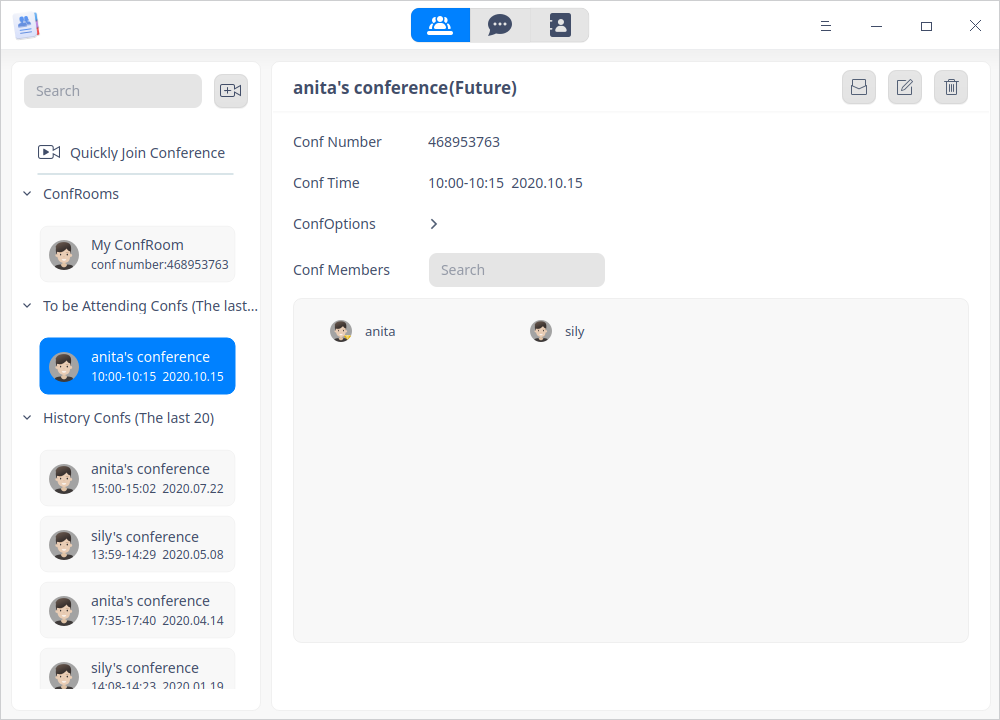 Search
Quickly Join Conference
ConfRooms
My ConfRoom
conf number:468953763
To be Attending Confs (The last...
anita's conference
10:00-10:15 2020.10.15
History Confs (The last 20)
anita's conference
15:00-15:02 2020.07.22
sily's conference
13:59-14:29 2020.05.08
anita's conference
17:35-17:40 2020.04.14
sily's conference
14:08-14:23 2020.01.19
anita's conference(Future)
Conf Number 468953763
Conf Time 10:00-10:15 2020.10.15
ConfOptions
Conf Members Search
anita sily